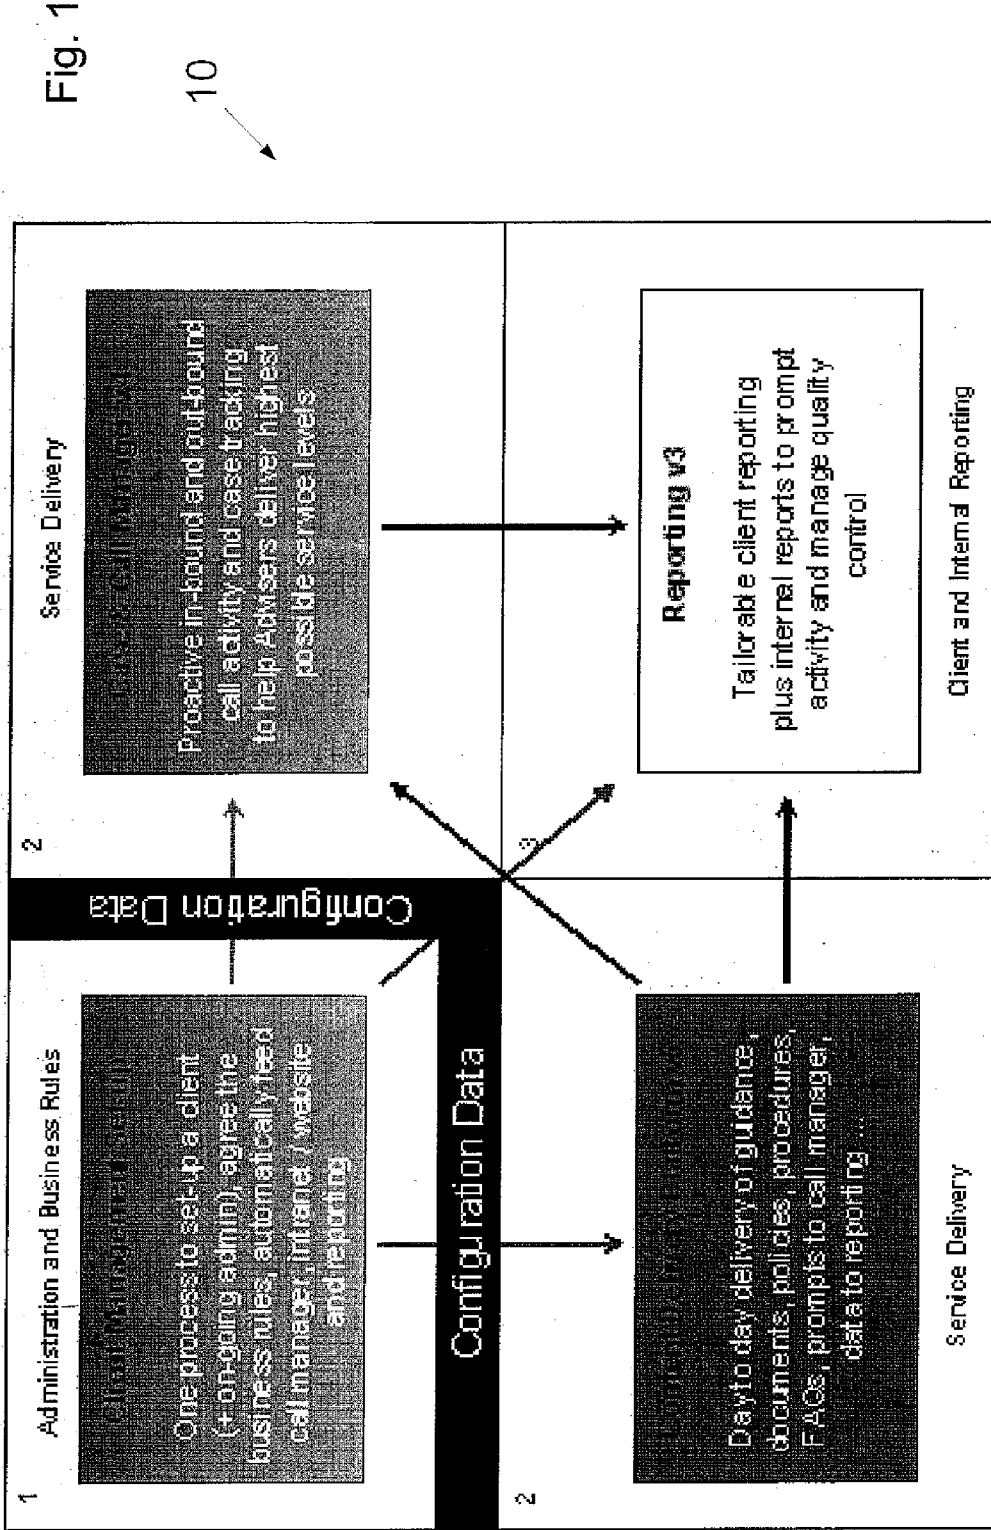 Fig. 1
10
1
Administration and Business Rules
Client Management
One process to set-up a client
(+ on-going admin), agree the
business rules, automatically feed
call manager, intranet / website
and reporting
Configuration Data
Configuration Data
2
Service Delivery
Call Management
Proactive in-bound and out-bound
call activity and case tracking
to help Advisers deliver highest
possible service levels
2
Day to day delivery of guidance,
documents, policies, procedures,
FAQs, prompts to call manager,
data to reporting ...
Service Delivery
3
Reporting v3
Tailorable client reporting
plus internal reports to prompt
activity and manage quality
control
Client and Internal Reporting